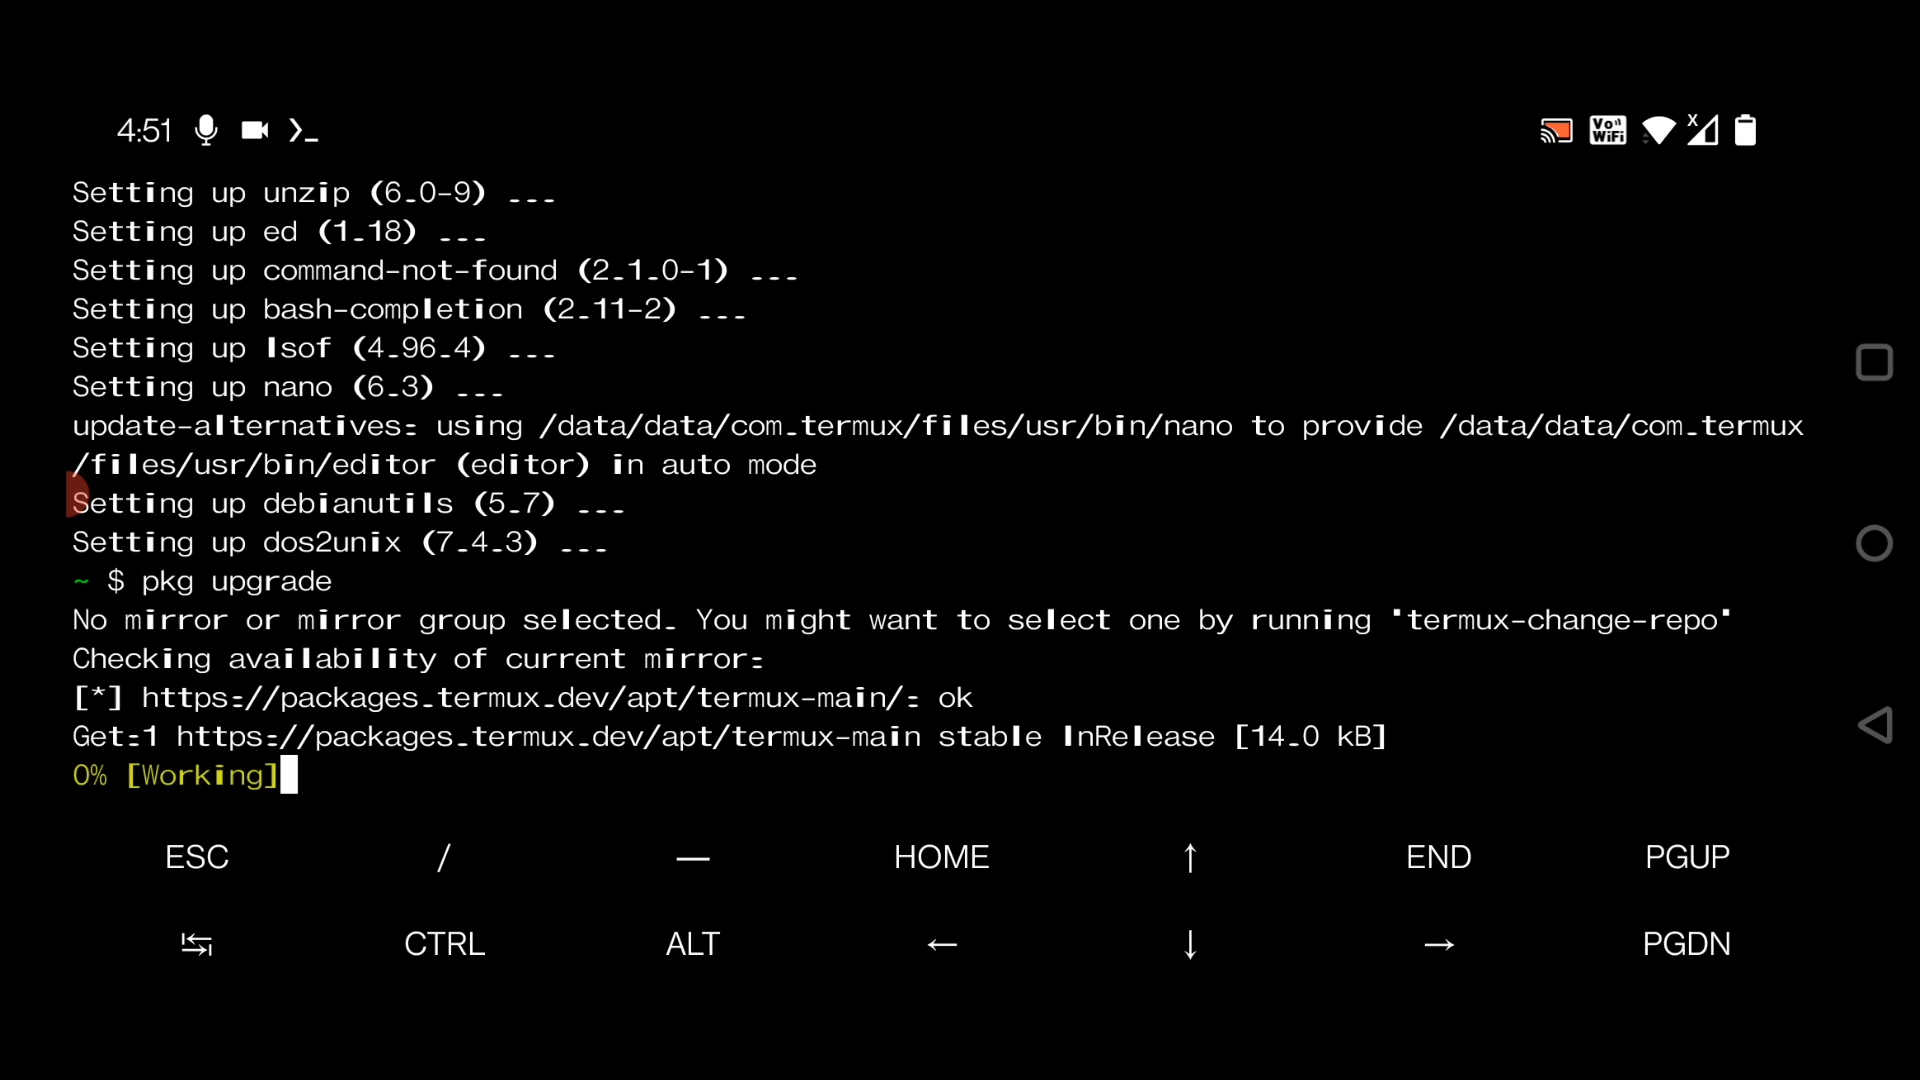 4:51
Vo
WiFi
X
Setting up unzip (6.0-9) ...
Setting up ed (1.18) ...
Setting up command-not-found (2.1.0-1) ...
Setting up bash-completion (2.11-2) ...
Setting up lsof (4.96.4) ...
Setting up nano (6.3) ...
update-alternatives: using /data/data/com.termux/files/usr/bin/nano to provide /data/data/com.termux
/files/usr/bin/editor (editor) in auto mode
Setting up debianutils (5.7) ...
Setting up dos2unix (7.4.3) ...
~ $ pkg upgrade
No mirror or mirror group selected. You might want to select one by running 'termux-change-repo'
Checking availability of current mirror:
[*] https://packages.termux.dev/apt/termux-main/: ok
Get:1 https://packages.termux.dev/apt/termux-main stable InRelease [14.0 kB]
0% [Working]
ESC / — HOME ↑ END PGUP
↹ CTRL ALT ← ↓ → PGDN